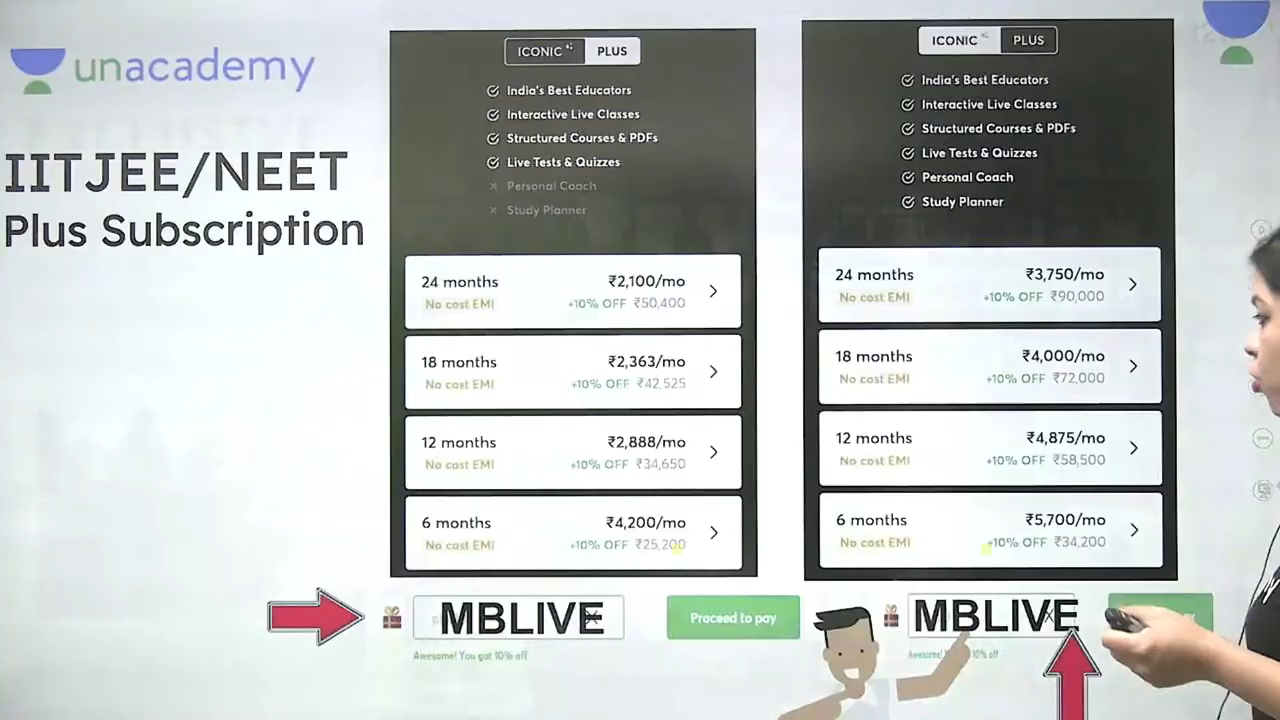 unacademy
IIT JEE/NEET
Plus Subscription
ICONIC PLUS
India's Best Educators
Interactive Live Classes
Structured Courses & PDFs
Live Tests & Quizzes
Personal Coach
Study Planner
24 months ₹2,100/mo
No cost EMI +10% OFF ₹50,400
18 months ₹2,363/mo
No cost EMI +10% OFF ₹42,525
12 months ₹2,888/mo
No cost EMI +10% OFF ₹34,650
6 months ₹4,200/mo
No cost EMI +10% OFF ₹25,200
MBLIVE Proceed to pay
Awesome! You got 10% off
ICONIC PLUS
India's Best Educators
Interactive Live Classes
Structured Courses & PDFs
Live Tests & Quizzes
Personal Coach
Study Planner
24 months ₹3,750/mo
No cost EMI +10% OFF ₹90,000
18 months ₹4,000/mo
No cost EMI +10% OFF ₹72,000
12 months ₹4,875/mo
No cost EMI +10% OFF ₹58,500
6 months ₹5,700/mo
No cost EMI +10% OFF ₹34,200
MBLIVE
Awesome! 10% off